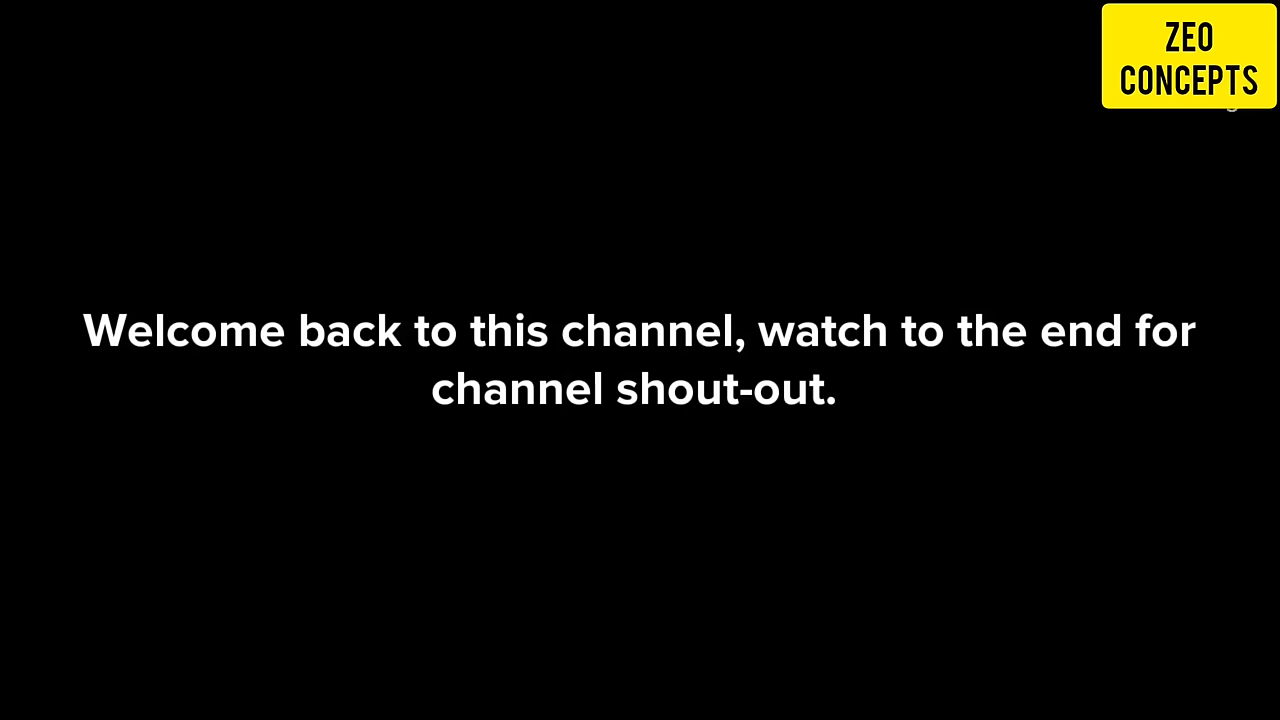 ZEO
CONCEPTS
Welcome back to this channel, watch to the end for
channel shout-out.